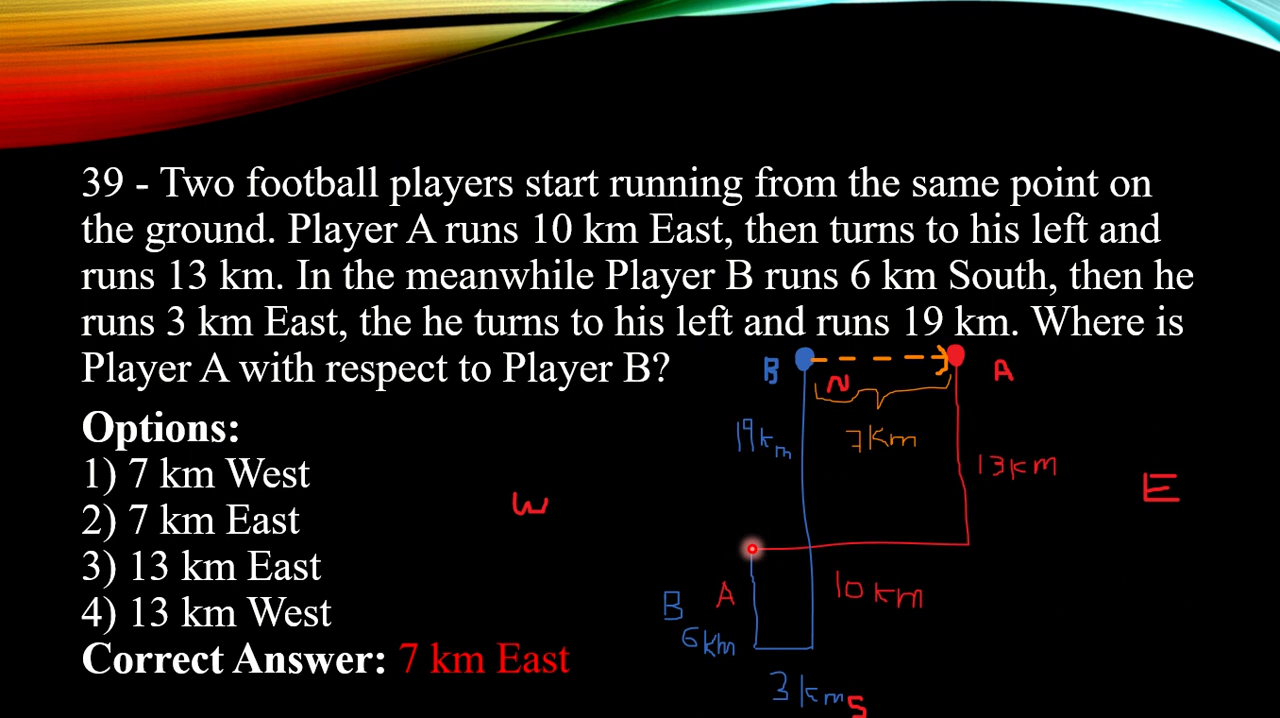 39 - Two football players start running from the same point on
the ground. Player A runs 10 km East, then turns to his left and
runs 13 km. In the meanwhile Player B runs 6 km South, then he
runs 3 km East, the he turns to his left and runs 19 km. Where is
Player A with respect to Player B?
B
N
A
Options:
19km
7Km
1) 7 km West
13km
W
E
2) 7 km East
3) 13 km East
B
A
10km
4) 13 km West
6Km
Correct Answer: 7 km East
3km
S